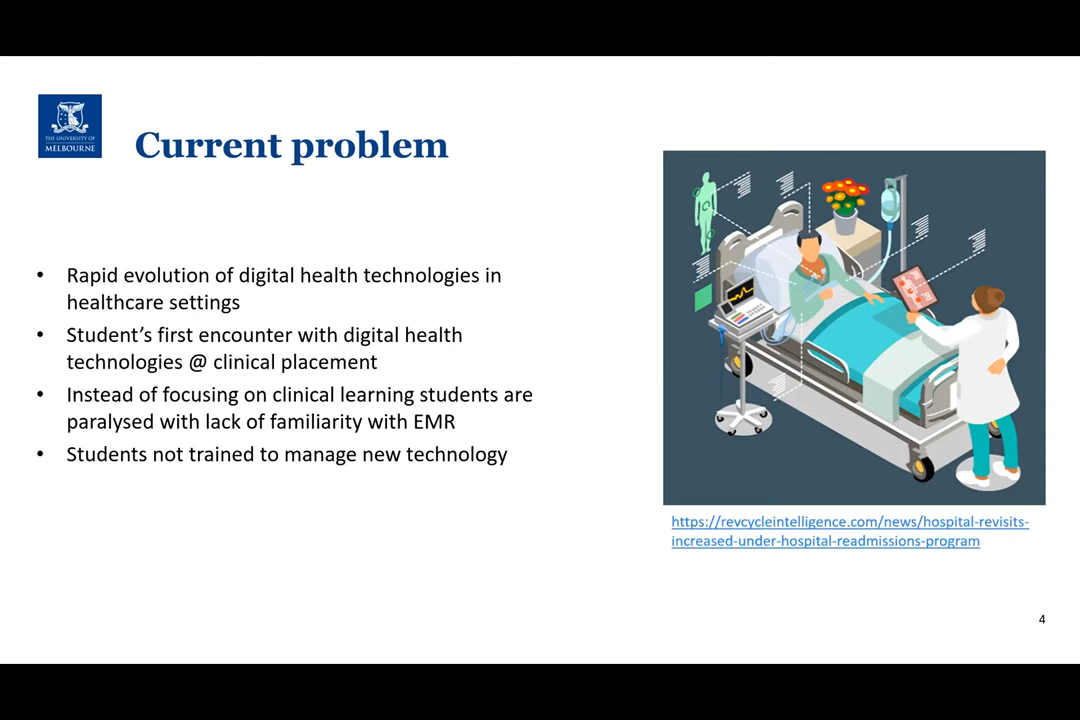 THE UNIVERSITY OF
MELBOURNE
Current problem
• Rapid evolution of digital health technologies in
healthcare settings
• Student’s first encounter with digital health
technologies @ clinical placement
• Instead of focusing on clinical learning students are
paralysed with lack of familiarity with EMR
• Students not trained to manage new technology
https://revcycleintelligence.com/news/hospital-revisits-
increased-under-hospital-readmissions-program
4